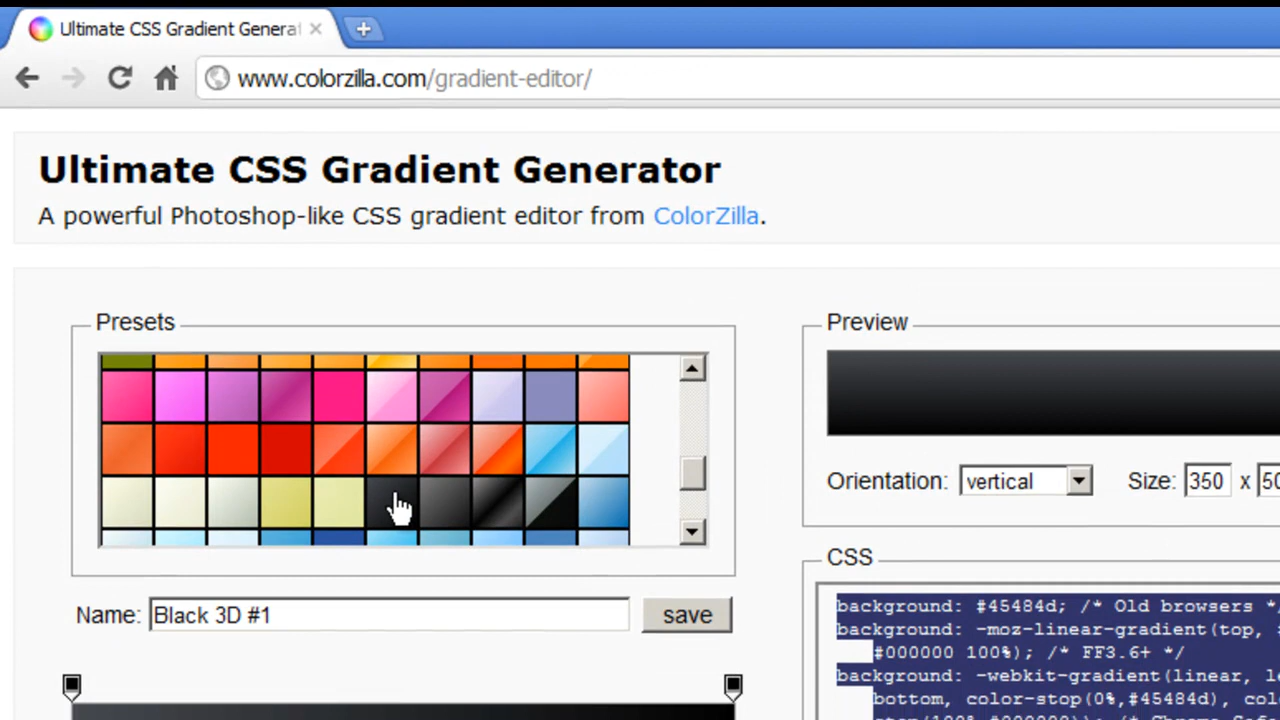 Ultimate CSS Gradient Genera
www.colorzilla.com/gradient-editor/
Ultimate CSS Gradient Generator
A powerful Photoshop-like CSS gradient editor from ColorZilla.
Presets
Name: Black 3D #1 save
Preview
Orientation: vertical Size: 350 x 50
CSS
background: #45484d; /* Old browsers */
background: -moz-linear-gradient(top,
#000000 100%); /* FF3.6+ */
background: -webkit-gradient(linear,
bottom, color-stop(0%,#45484d),